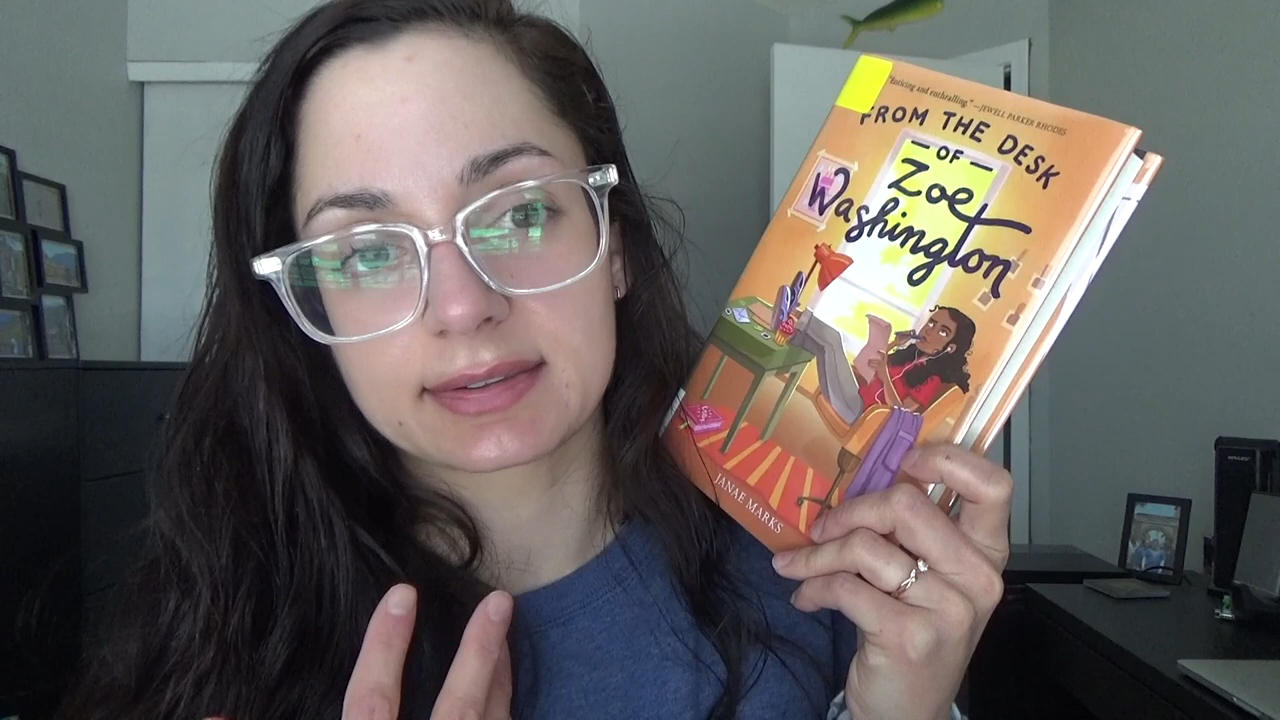 "Enticing and enthralling." —JEWELL PARKER RHODES
FROM THE DESK
— OF —
Zoe
Washington
JANAE MARKS